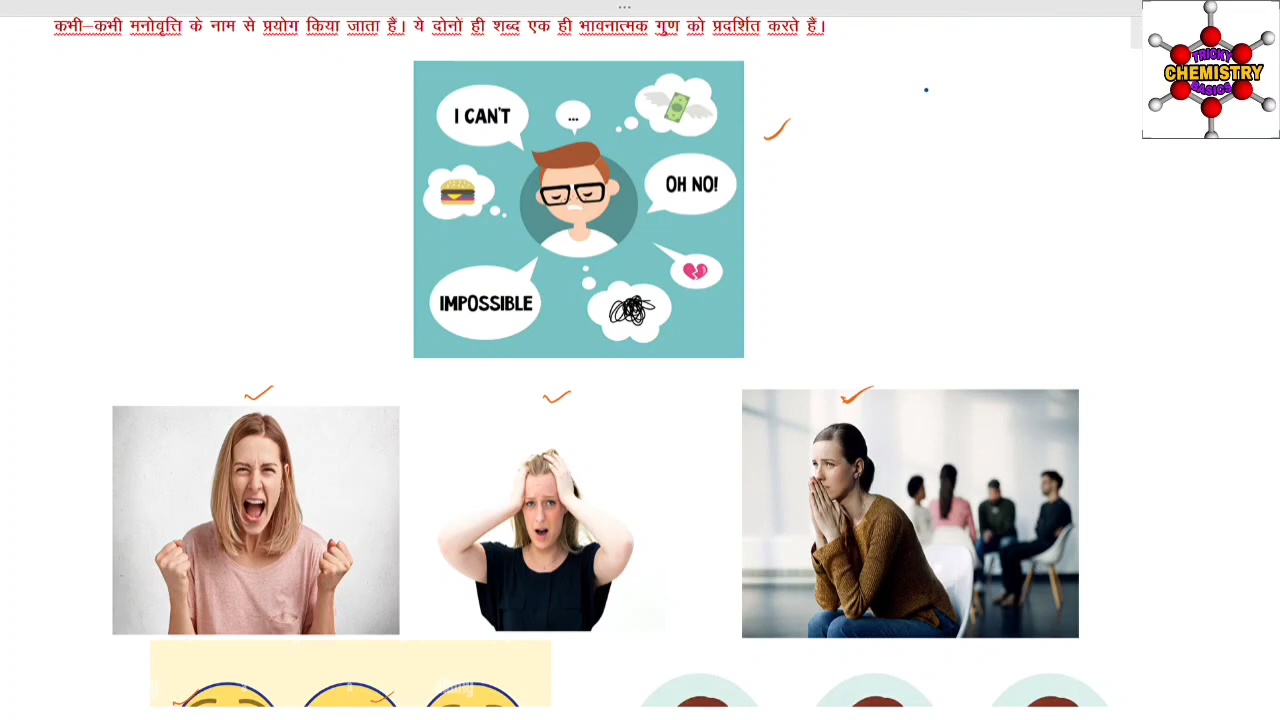 कभी–कभी मनोवृत्ति के नाम से प्रयोग किया जाता हैं। ये दोनों ही शब्द एक ही भावनात्मक गुण को प्रदर्शित करते हैं।
TRICKY
CHEMISTRY
BASICS
I CAN'T
...
OH NO!
IMPOSSIBLE